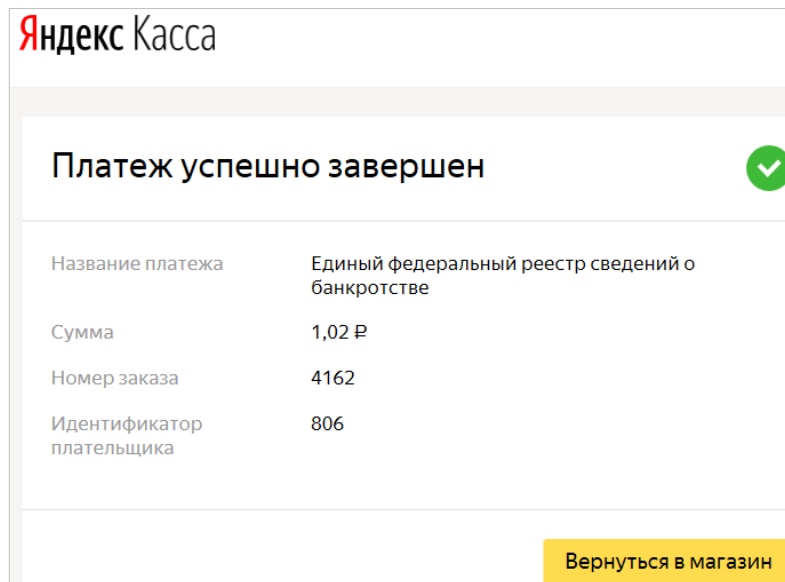 Яндекс Касса
Платеж успешно завершен
Название платежа Единый федеральный реестр сведений о
банкротстве
Сумма 1,02 ₽
Номер заказа 4162
Идентификатор 806
плательщика
Вернуться в магазин